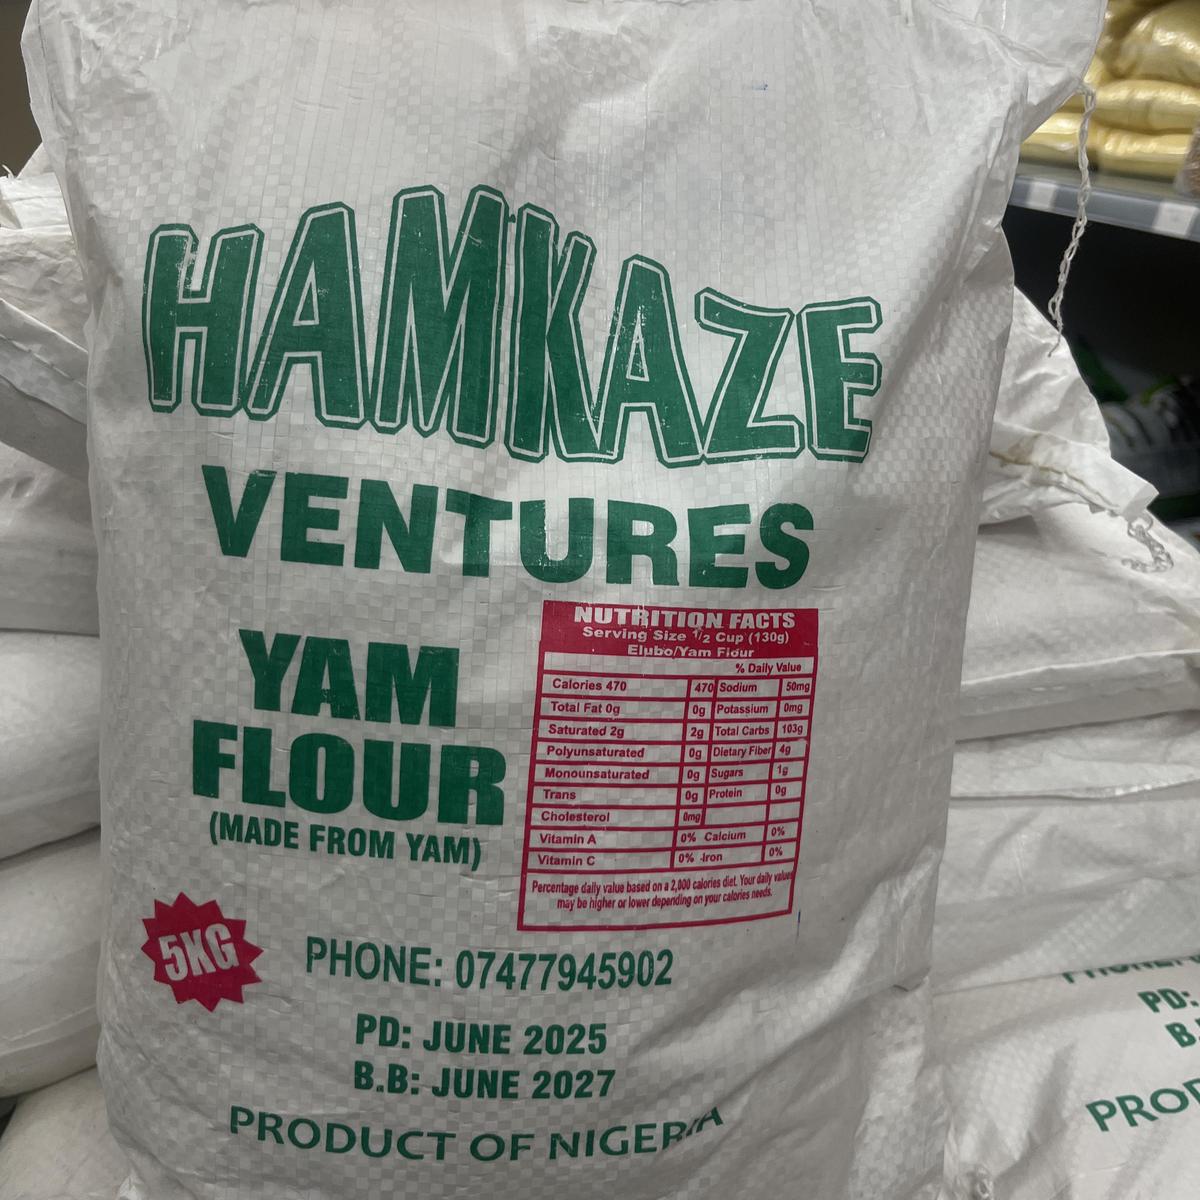 HAMKAZE
VENTURES
YAM
FLOUR
(MADE FROM YAM)
NUTRITION FACTS
Serving Size 1/2 Cup (130g)
Elubo/Yam Flour
% Daily Value
Calories 470 470 Sodium 50mg
Total Fat 0g 0g Potassium 0mg
Saturated 2g 2g Total Carbs 103g
Polyunsaturated 0g Dietary Fiber 4g
Monounsaturated 0g Sugars 1g
Trans 0g Protein 0g
Cholesterol 0mg
Vitamin A 0% Calcium 0%
Vitamin C 0% Iron 0%
Percentage daily value based on a 2,000 calories diet. Your daily values
may be higher or lower depending on your calories needs.
5KG
PHONE: 07477945902
PD: JUNE 2025
B.B: JUNE 2027
PRODUCT OF NIGERIA
PD: